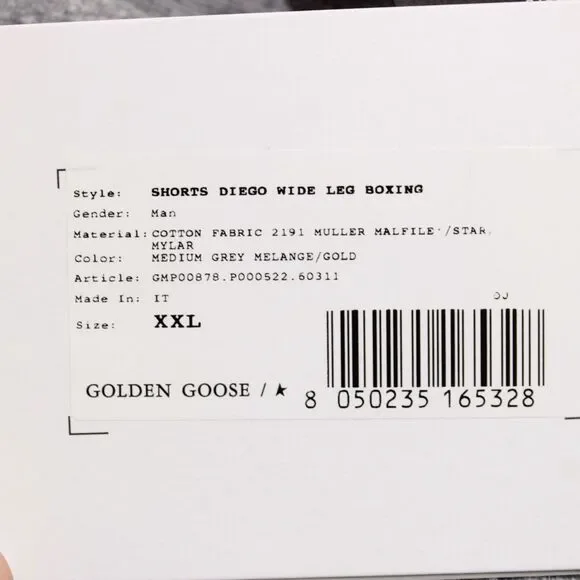 Style: SHORTS DIEGO WIDE LEG BOXING
Gender: Man
Material: COTTON FABRIC 2191 MULLER MALFILE'/STAR
MYLAR
Color: MEDIUM GREY MELANGE/GOLD
Article: GMP00878.P000522.60311
Made In: IT
Size: XXL
OJ
GOLDEN GOOSE / ★
8 050235 165328